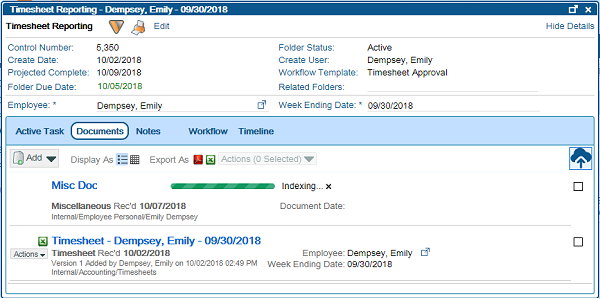 Timesheet Reporting - Dempsey, Emily - 09/30/2018
Timesheet Reporting Edit Hide Details
Control Number: 5,350 Folder Status: Active
Create Date: 10/02/2018 Create User: Dempsey, Emily
Projected Complete: 10/09/2018 Workflow Template: Timesheet Approval
Folder Due Date: 10/05/2018 Related Folders:
Employee: * Dempsey, Emily Week Ending Date: * 09/30/2018
Active Task Documents Notes Workflow Timeline
Add Display As Export As Actions (0 Selected)
Misc Doc Indexing...
Miscellaneous Rec'd 10/07/2018 Document Date:
Internal/Employee Personal/Emily Dempsey
Timesheet - Dempsey, Emily - 09/30/2018
Actions Timesheet Rec'd 10/02/2018 Employee: Dempsey, Emily
Version 1 Added by Dempsey, Emily on 10/02/2018 02:49 PM Week Ending Date: 09/30/2018
Internal/Accounting/Timesheets